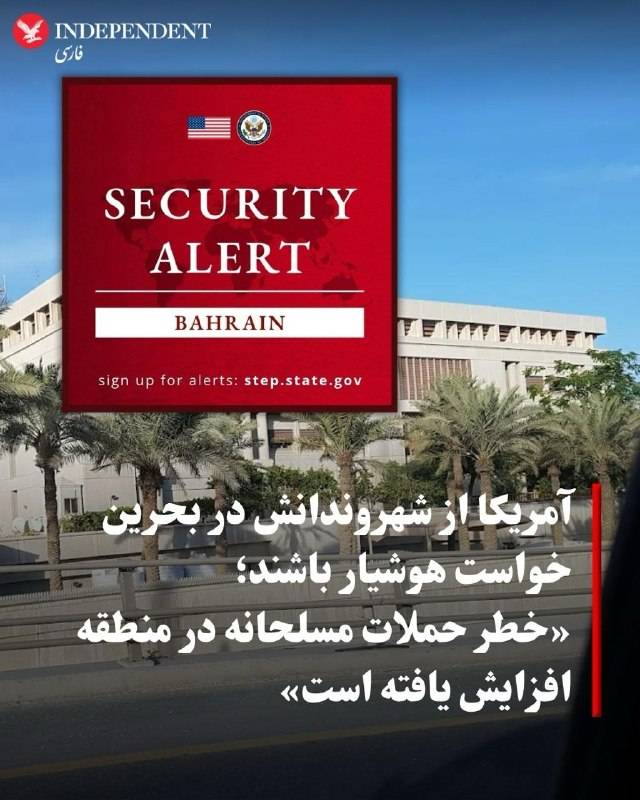 INDEPENDENT
فارسی
SECURITY
ALERT
BAHRAIN
sign up for alerts: step.state.gov
آمریکا از شهروندانش در بحرین
خواست هوشیار باشند؛
«خطر حملات مسلحانه در منطقه
افزایش یافته است»